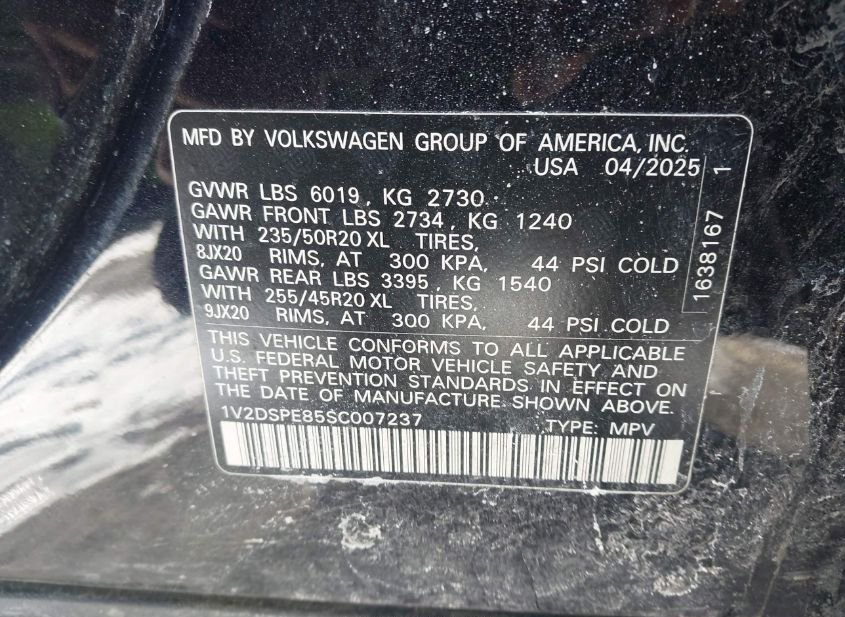 MFD BY VOLKSWAGEN GROUP OF AMERICA, INC.
USA 04/2025
GVWR LBS 6019 , KG 2730
GAWR FRONT LBS 2734 , KG 1240
WITH 235/50R20 XL TIRES,
8JX20 RIMS, AT 300 KPA, 44 PSI COLD
GAWR REAR LBS 3395 , KG 1540
WITH 255/45R20 XL TIRES,
9JX20 RIMS, AT 300 KPA, 44 PSI COLD
THIS VEHICLE CONFORMS TO ALL APPLICABLE
U.S. FEDERAL MOTOR VEHICLE SAFETY AND
THEFT PREVENTION STANDARDS IN EFFECT ON
THE DATE OF MANUFACTURE SHOWN ABOVE.
1V2DSPE85SC007237 TYPE: MPV
1638167 1